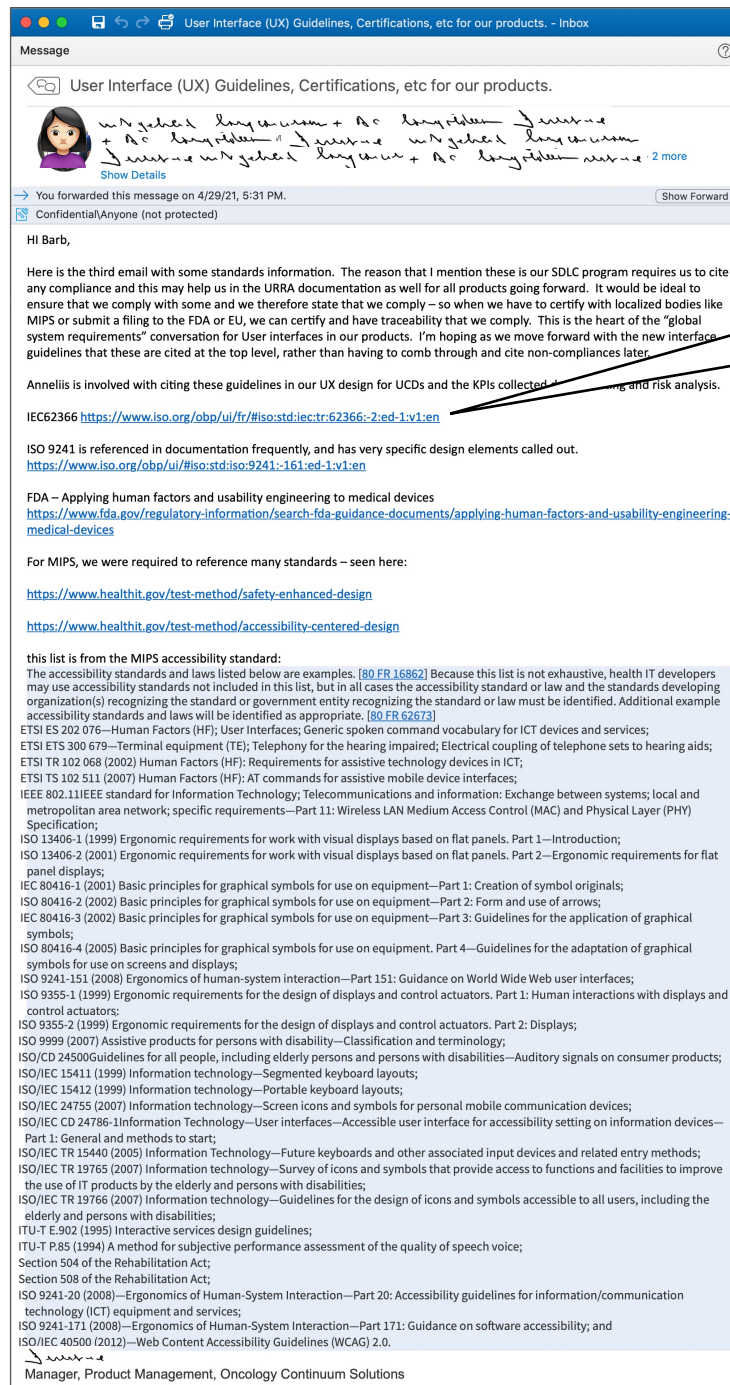 User Interface (UX) Guidelines, Certifications, etc for our products. - Inbox
Message
User Interface (UX) Guidelines, Certifications, etc for our products.
· 2 more
Show Details
You forwarded this message on 4/29/21, 5:31 PM.
Show Forward
Confidential\Anyone (not protected)
HI Barb,
Here is the third email with some standards information. The reason that I mention these is our SDLC program requires us to cite
any compliance and this may help us in the URRA documentation as well for all products going forward. It would be ideal to
ensure that we comply with some and we therefore state that we comply – so when we have to certify with localized bodies like
MIPS or submit a filing to the FDA or EU, we can certify and have traceability that we comply. This is the heart of the “global
system requirements” conversation for User interfaces in our products. I’m hoping as we move forward with the new interface
guidelines that these are cited at the top level, rather than having to comb through and cite non-compliances later.
Anneliis is involved with citing these guidelines in our UX design for UCDs and the KPIs collected and risk analysis.
IEC62366 https://www.iso.org/obp/ui/fr/#iso:std:iec:tr:62366:-2:ed-1:v1:en
ISO 9241 is referenced in documentation frequently, and has very specific design elements called out.
https://www.iso.org/obp/ui/#iso:std:iso:9241:-161:ed-1:v1:en
FDA – Applying human factors and usability engineering to medical devices
https://www.fda.gov/regulatory-information/search-fda-guidance-documents/applying-human-factors-and-usability-engineering-
medical-devices
For MIPS, we were required to reference many standards – seen here:
https://www.healthit.gov/test-method/safety-enhanced-design
https://www.healthit.gov/test-method/accessibility-centered-design
this list is from the MIPS accessibility standard:
The accessibility standards and laws listed below are examples. [80 FR 16862] Because this list is not exhaustive, health IT developers
may use accessibility standards not included in this list, but in all cases the accessibility standard or law and the standards developing
organization(s) recognizing the standard or government entity recognizing the standard or law must be identified. Additional example
accessibility standards and laws will be identified as appropriate. [80 FR 62673]
ETSI ES 202 076—Human Factors (HF); User Interfaces; Generic spoken command vocabulary for ICT devices and services;
ETSI ETS 300 679—Terminal equipment (TE); Telephony for the hearing impaired; Electrical coupling of telephone sets to hearing aids;
ETSI TR 102 068 (2002) Human Factors (HF): Requirements for assistive technology devices in ICT;
ETSI TS 102 511 (2007) Human Factors (HF): AT commands for assistive mobile device interfaces;
IEEE 802.11IEEE standard for Information Technology; Telecommunications and information: Exchange between systems; local and
metropolitan area network; specific requirements—Part 11: Wireless LAN Medium Access Control (MAC) and Physical Layer (PHY)
Specification;
ISO 13406-1 (1999) Ergonomic requirements for work with visual displays based on flat panels. Part 1—Introduction;
ISO 13406-2 (2001) Ergonomic requirements for work with visual displays based on flat panels. Part 2—Ergonomic requirements for flat
panel displays;
IEC 80416-1 (2001) Basic principles for graphical symbols for use on equipment—Part 1: Creation of symbol originals;
ISO 80416-2 (2002) Basic principles for graphical symbols for use on equipment—Part 2: Form and use of arrows;
IEC 80416-3 (2002) Basic principles for graphical symbols for use on equipment—Part 3: Guidelines for the application of graphical
symbols;
ISO 80416-4 (2005) Basic principles for graphical symbols for use on equipment. Part 4—Guidelines for the adaptation of graphical
symbols for use on screens and displays;
ISO 9241-151 (2008) Ergonomics of human-system interaction—Part 151: Guidance on World Wide Web user interfaces;
ISO 9355-1 (1999) Ergonomic requirements for the design of displays and control actuators. Part 1: Human interactions with displays and
control actuators:
ISO 9355-2 (1999) Ergonomic requirements for the design of displays and control actuators. Part 2: Displays;
ISO 9999 (2007) Assistive products for persons with disability—Classification and terminology;
ISO/CD 24500Guidelines for all people, including elderly persons and persons with disabilities—Auditory signals on consumer products;
ISO/IEC 15411 (1999) Information technology—Segmented keyboard layouts;
ISO/IEC 15412 (1999) Information technology—Portable keyboard layouts;
ISO/IEC 24755 (2007) Information technology—Screen icons and symbols for personal mobile communication devices;
ISO/IEC CD 24786-1Information Technology—User interfaces—Accessible user interface for accessibility setting on information devices—
Part 1: General and methods to start;
ISO/IEC TR 15440 (2005) Information Technology—Future keyboards and other associated input devices and related entry methods;
ISO/IEC TR 19765 (2007) Information technology—Survey of icons and symbols that provide access to functions and facilities to improve
the use of IT products by the elderly and persons with disabilities;
ISO/IEC TR 19766 (2007) Information technology—Guidelines for the design of icons and symbols accessible to all users, including the
elderly and persons with disabilities;
ITU-T E.902 (1995) Interactive services design guidelines;
ITU-T P.85 (1994) A method for subjective performance assessment of the quality of speech voice;
Section 504 of the Rehabilitation Act;
Section 508 of the Rehabilitation Act;
ISO 9241-20 (2008)—Ergonomics of Human-System Interaction—Part 20: Accessibility guidelines for information/communication
technology (ICT) equipment and services;
ISO 9241-171 (2008)—Ergonomics of Human-System Interaction—Part 171: Guidance on software accessibility; and
ISO/IEC 40500 (2012)—Web Content Accessibility Guidelines (WCAG) 2.0.
Manager, Product Management, Oncology Continuum Solutions